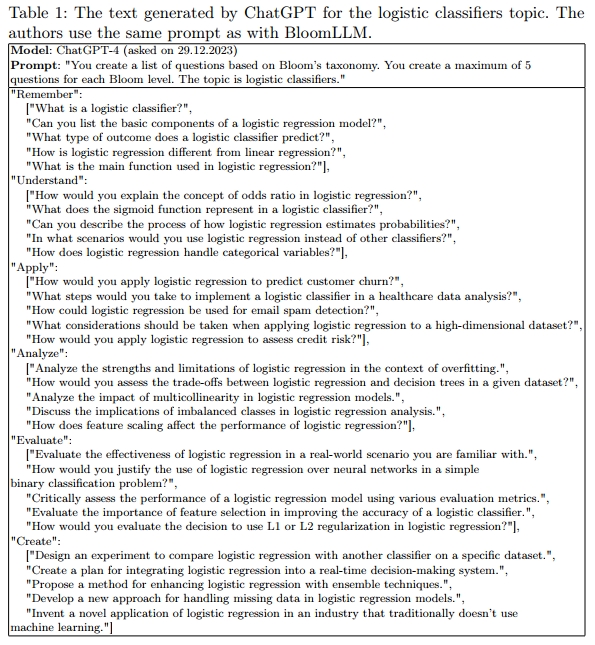 Table 1: The text generated by ChatGPT for the logistic classifiers topic. The
authors use the same prompt as with BloomLLM.
Model: ChatGPT-4 (asked on 29.12.2023)
Prompt: "You create a list of questions based on Bloom's taxonomy. You create a maximum of 5
questions for each Bloom level. The topic is logistic classifiers."
"Remember":
["What is a logistic classifier?",
"Can you list the basic components of a logistic regression model?",
"What type of outcome does a logistic classifier predict?",
"How is logistic regression different from linear regression?",
"What is the main function used in logistic regression?"],
"Understand":
["How would you explain the concept of odds ratio in logistic regression?",
"What does the sigmoid function represent in a logistic classifier?",
"Can you describe the process of how logistic regression estimates probabilities?",
"In what scenarios would you use logistic regression instead of other classifiers?",
"How does logistic regression handle categorical variables?"],
"Apply":
["How would you apply logistic regression to predict customer churn?",
"What steps would you take to implement a logistic classifier in a healthcare data analysis?",
"How could logistic regression be used for email spam detection?",
"What considerations should be taken when applying logistic regression to a high-dimensional dataset?",
"How would you apply logistic regression to assess credit risk?"],
"Analyze":
["Analyze the strengths and limitations of logistic regression in the context of overfitting.",
"How would you assess the trade-offs between logistic regression and decision trees in a given dataset?",
"Analyze the impact of multicollinearity in logistic regression models.",
"Discuss the implications of imbalanced classes in logistic regression analysis.",
"How does feature scaling affect the performance of logistic regression?"],
"Evaluate":
["Evaluate the effectiveness of logistic regression in a real-world scenario you are familiar with.",
"How would you justify the use of logistic regression over neural networks in a simple
binary classification problem?",
"Critically assess the performance of a logistic regression model using various evaluation metrics.",
"Evaluate the importance of feature selection in improving the accuracy of a logistic classifier.",
"How would you evaluate the decision to use L1 or L2 regularization in logistic regression?"],
"Create":
["Design an experiment to compare logistic regression with another classifier on a specific dataset.",
"Create a plan for integrating logistic regression into a real-time decision-making system.",
"Propose a method for enhancing logistic regression with ensemble techniques.",
"Develop a new approach for handling missing data in logistic regression models.",
"Invent a novel application of logistic regression in an industry that traditionally doesn't use
machine learning."]